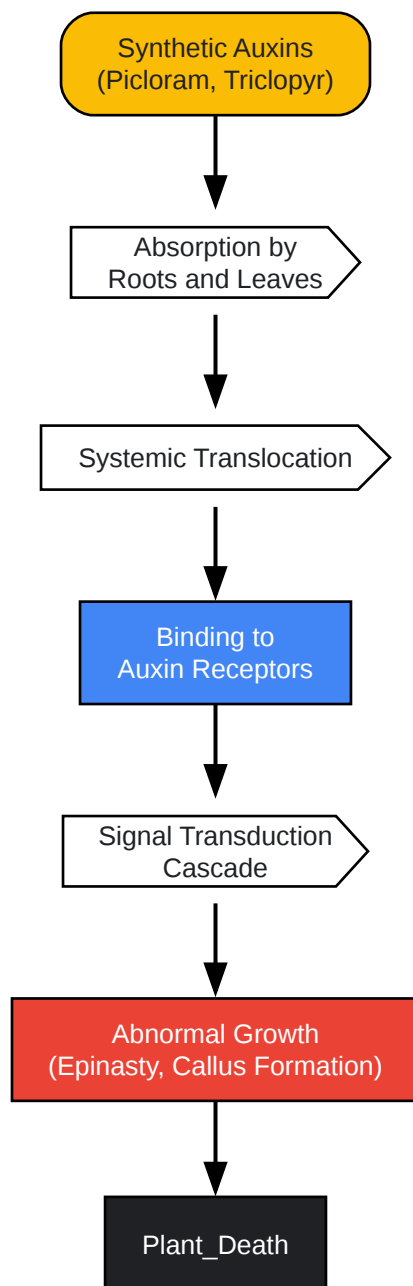 Synthetic Auxins
(Picloram, Triclopyr)
Absorption by
Roots and Leaves
Systemic Translocation
Binding to
Auxin Receptors
Signal Transduction
Cascade
Abnormal Growth
(Epinasty, Callus Formation)
Plant_Death